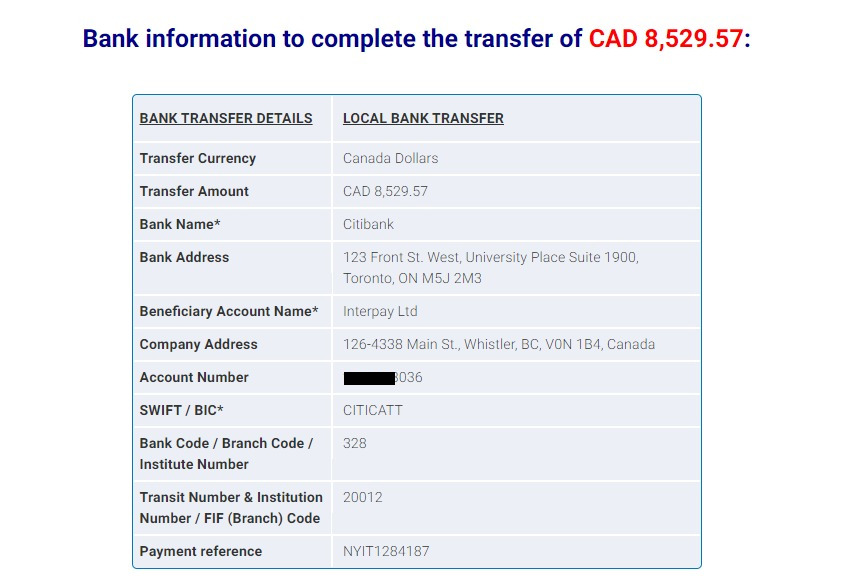 Bank information to complete the transfer of CAD 8,529.57:
BANK TRANSFER DETAILS LOCAL BANK TRANSFER
Transfer Currency Canada Dollars
Transfer Amount CAD 8,529.57
Bank Name* Citibank
Bank Address 123 Front St. West, University Place Suite 1900,
Toronto, ON M5J 2M3
Beneficiary Account Name* Interpay Ltd
Company Address 126-4338 Main St., Whistler, BC, V0N 1B4, Canada
Account Number 036
SWIFT / BIC* CITICATT
Bank Code / Branch Code / 328
Institute Number
Transit Number & Institution 20012
Number / FIF (Branch) Code
Payment reference NYIT1284187